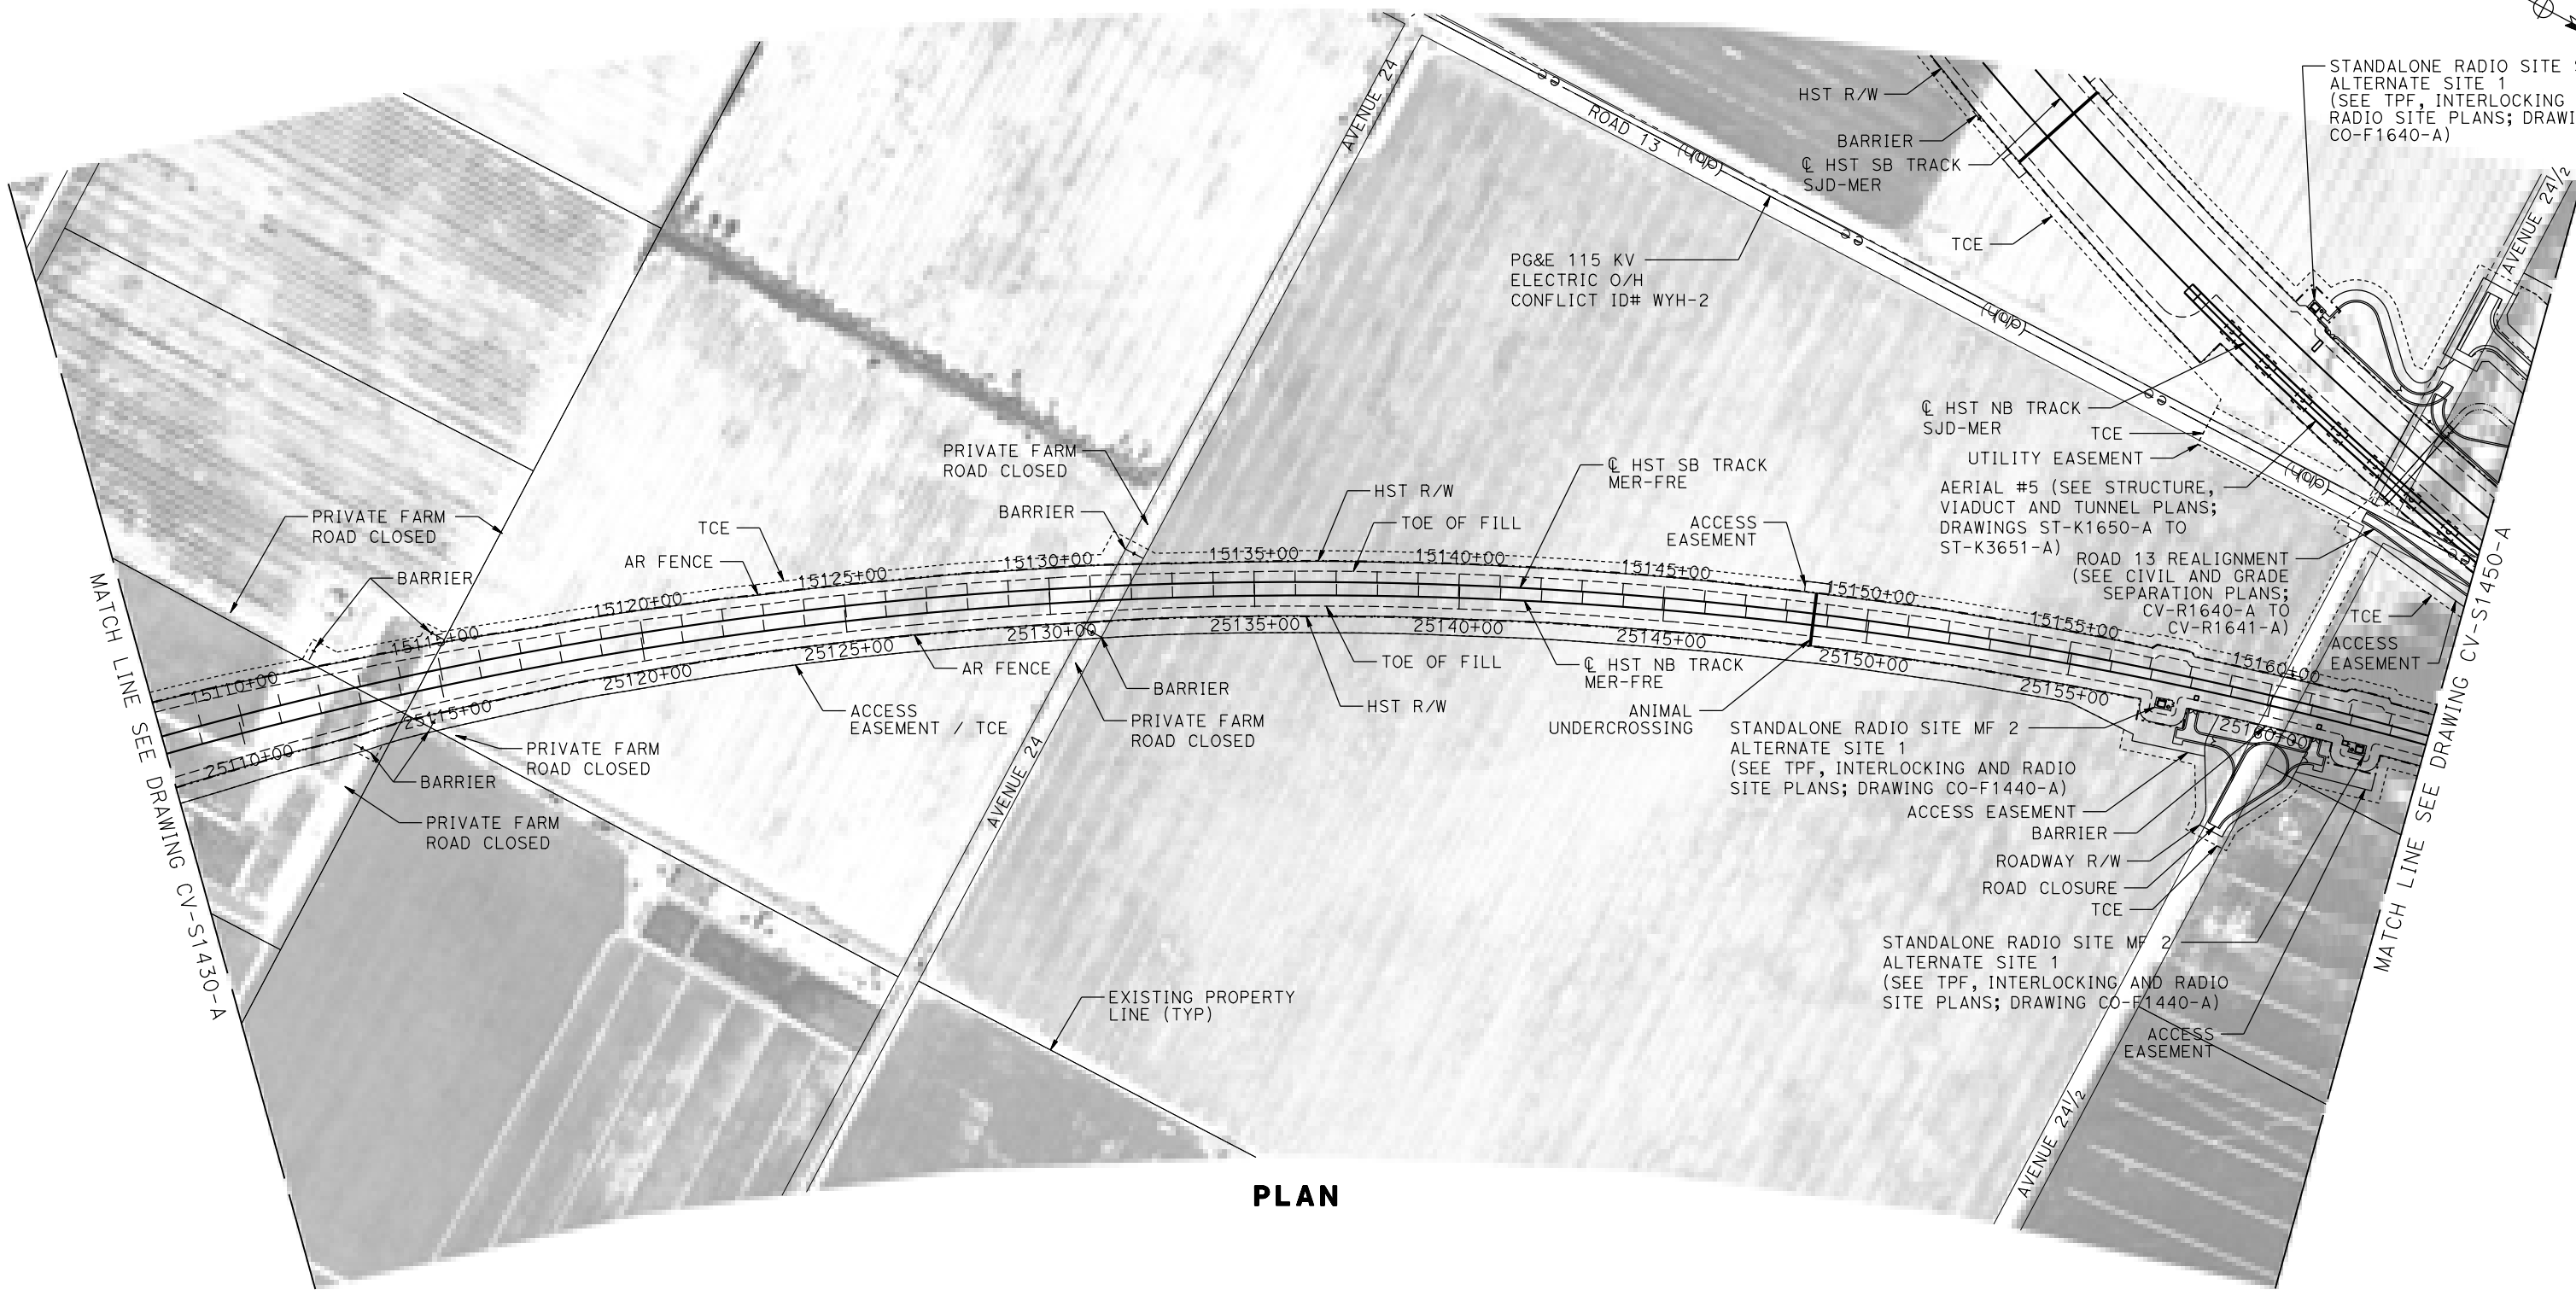 STANDALONE RADIO SITE
ALTERNATE SITE 1
(SEE TPF, INTERLOCKING
RADIO SITE PLANS;
CO-F1640-A)
HST R/W
BARRIER
℄ HST SB TRACK
SJD-MER
TCE
AVENUE 24
ROAD 13
AVENUE 24½
PG&E 115 KV
ELECTRIC O/H
CONFLICT ID# WYH-2
℄ HST NB TRACK
SJD-MER
TCE
UTILITY EASEMENT
AERIAL #5 (SEE STRUCTURE,
VIADUCT AND TUNNEL PLANS;
DRAWINGS ST-K1650-A TO
ST-K3651-A)
ROAD 13 REALIGNMENT
(SEE CIVIL AND GRADE
SEPARATION PLANS;
CV-R1640-A TO
CV-R1641-A)
TCE
ACCESS
EASEMENT
PRIVATE FARM
ROAD CLOSED
BARRIER
℄ HST SB TRACK
MER-FRE
HST R/W
TOE OF FILL
ACCESS
EASEMENT
PRIVATE FARM
ROAD CLOSED
BARRIER
TCE
AR FENCE
15110+00
15115+00
15120+00
15125+00
15130+00
15135+00
15140+00
15145+00
15150+00
15155+00
15160+00
25110+00
25115+00
25120+00
25125+00
25130+00
25135+00
25140+00
25145+00
25150+00
25155+00
25160+00
AR FENCE
TOE OF FILL
HST R/W
℄ HST NB TRACK
MER-FRE
ANIMAL
UNDERCROSSING
BARRIER
PRIVATE FARM
ROAD CLOSED
ACCESS
EASEMENT / TCE
PRIVATE FARM
ROAD CLOSED
BARRIER
PRIVATE FARM
ROAD CLOSED
AVENUE 24
STANDALONE RADIO SITE MF 2
ALTERNATE SITE 1
(SEE TPF, INTERLOCKING AND RADIO
SITE PLANS; DRAWING CO-F1440-A)
ACCESS EASEMENT
BARRIER
ROADWAY R/W
ROAD CLOSURE
TCE
STANDALONE RADIO SITE MF 2
ALTERNATE SITE 1
(SEE TPF, INTERLOCKING AND RADIO
SITE PLANS; DRAWING CO-F1440-A)
ACCESS
EASEMENT
EXISTING PROPERTY
LINE (TYP)
AVENUE 24½
MATCH LINE SEE DRAWING CV-S1430-A
MATCH LINE SEE DRAWING CV-S1450-A
PLAN